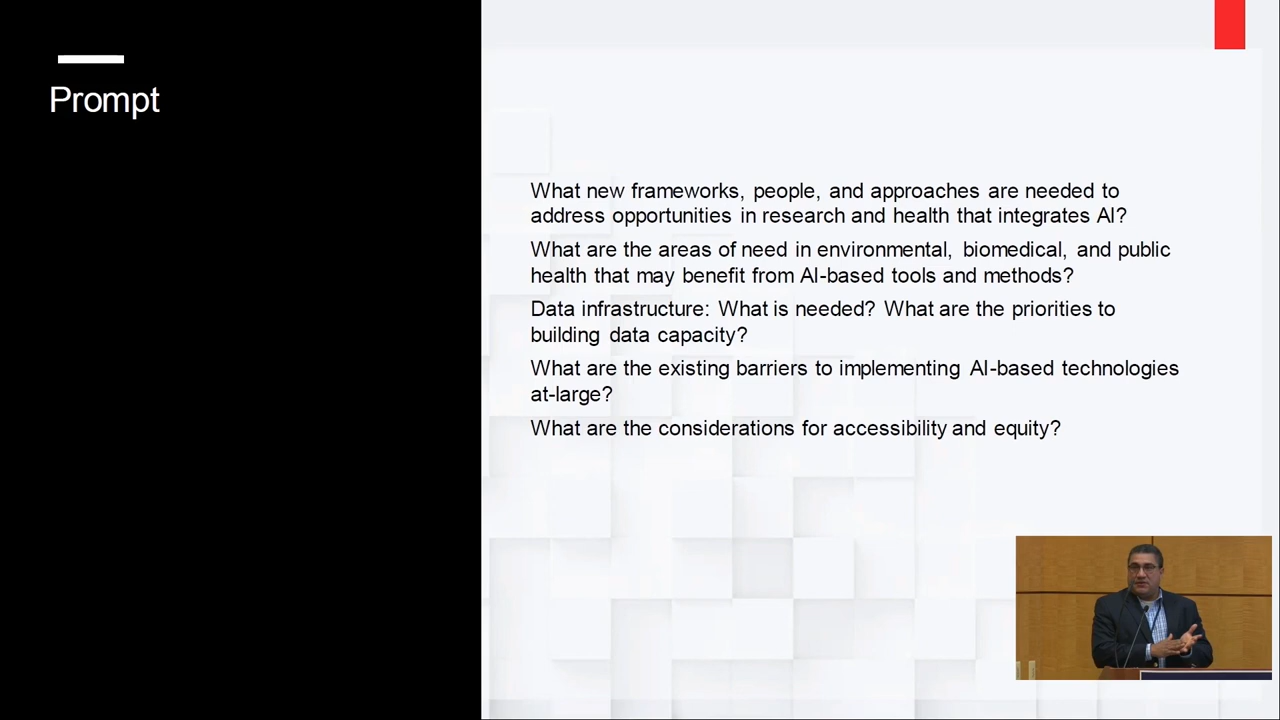 Prompt
What new frameworks, people, and approaches are needed to
address opportunities in research and health that integrates AI?
What are the areas of need in environmental, biomedical, and public
health that may benefit from AI-based tools and methods?
Data infrastructure: What is needed? What are the priorities to
building data capacity?
What are the existing barriers to implementing AI-based technologies
at-large?
What are the considerations for accessibility and equity?